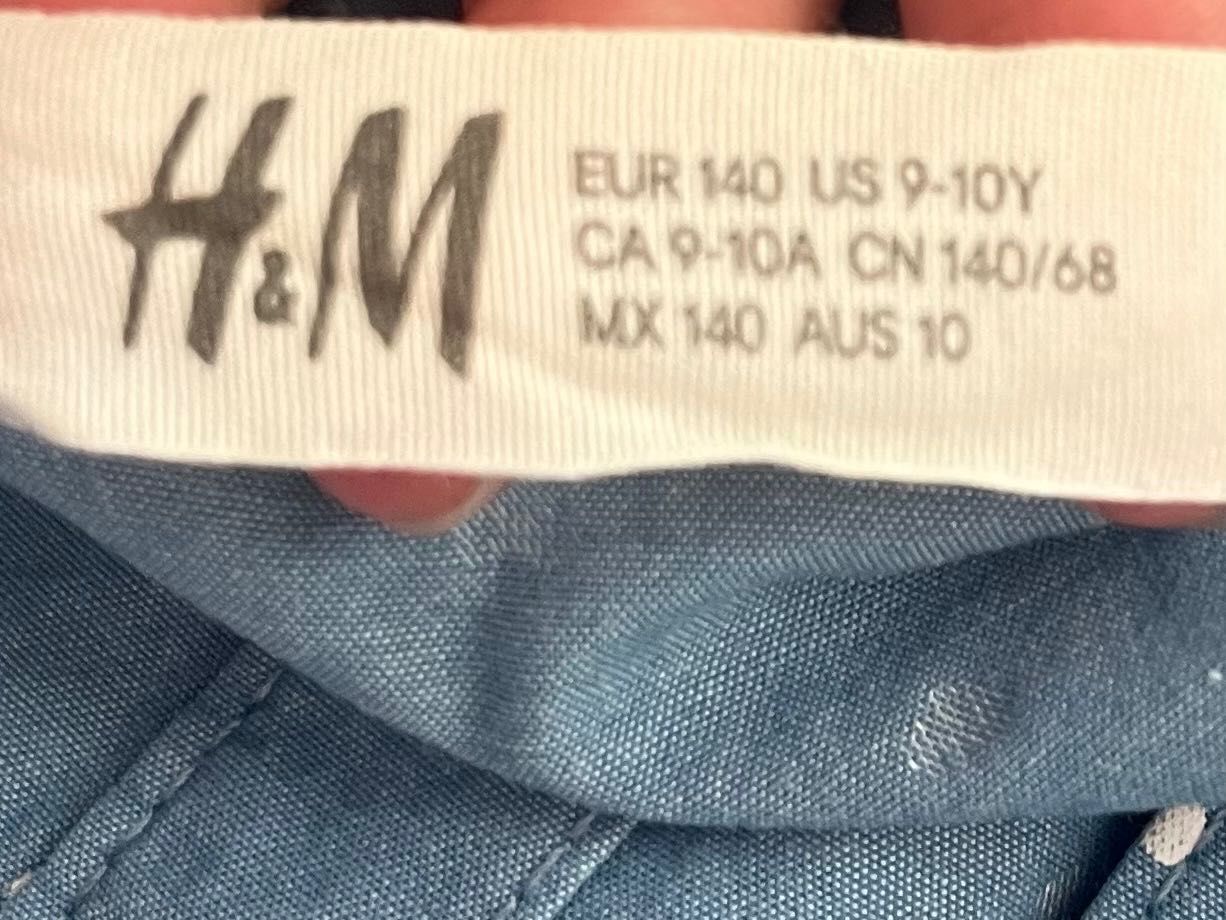 H&M
EUR 140 US 9-10Y
CA 9-10A CN 140/68
MX 140 AUS 10